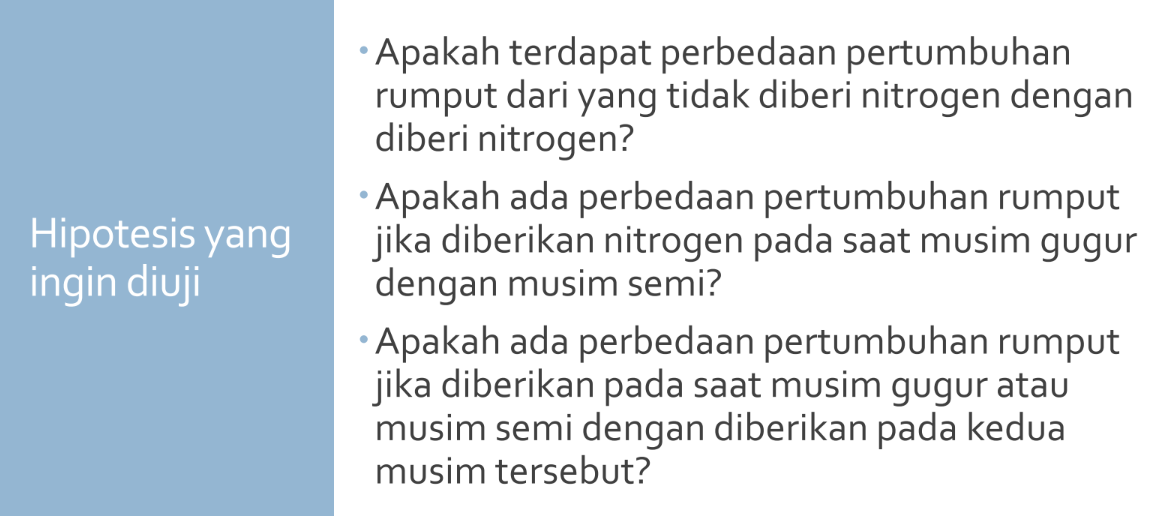 Hipotesis yang
ingin diuji
• Apakah terdapat perbedaan pertumbuhan
rumput dari yang tidak diberi nitrogen dengan
diberi nitrogen?
• Apakah ada perbedaan pertumbuhan rumput
jika diberikan nitrogen pada saat musim gugur
dengan musim semi?
• Apakah ada perbedaan pertumbuhan rumput
jika diberikan pada saat musim gugur atau
musim semi dengan diberikan pada kedua
musim tersebut?